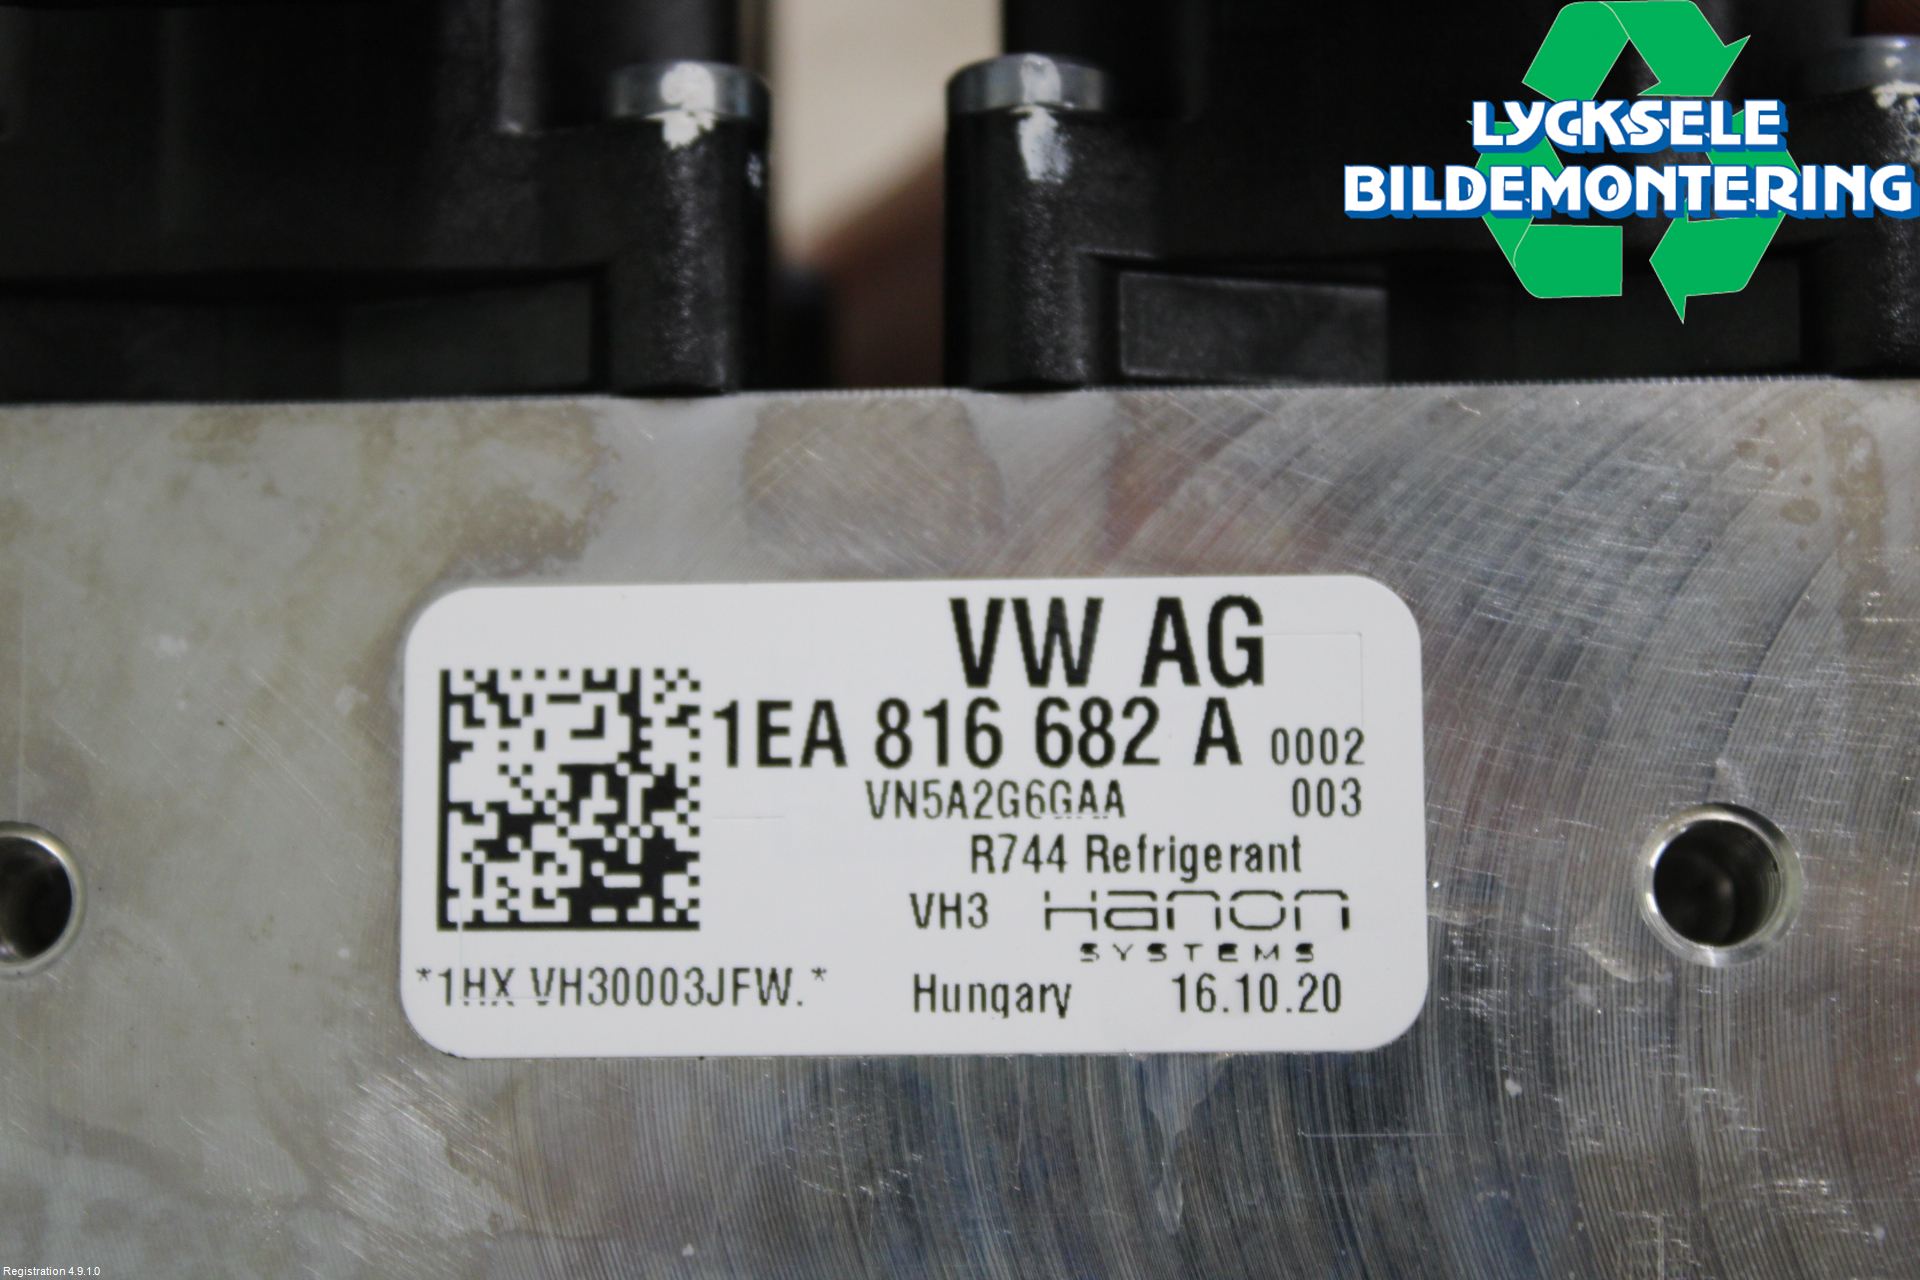 LYCKSELE
BILDEMONTERING
VW AG
1EA 816 682 A 0002
VN5A2G6GAA 003
R744 Refrigerant
VH3 Hanon
SYSTEMS
*1HX VH30003JFW.* Hungary 16.10.20
Registration 4.9.1.0